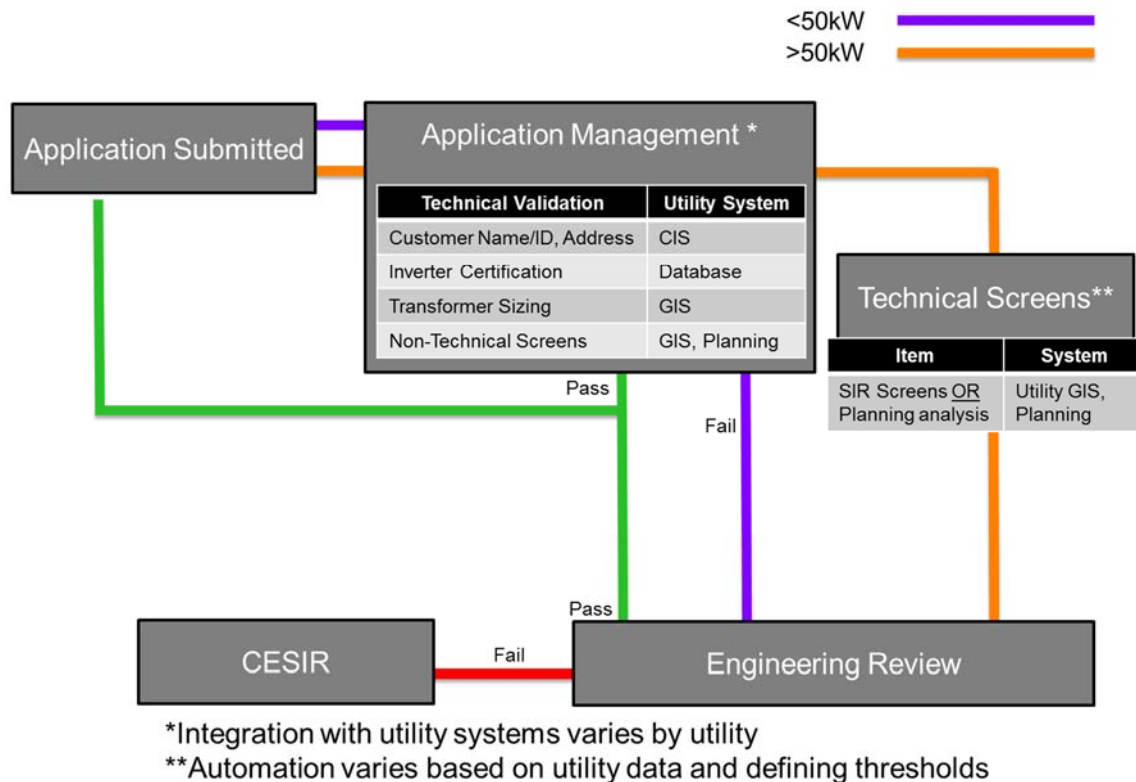 <50kW
>50kW
Application Submitted
Application Management *
Technical Validation Utility System
Customer Name/ID, Address CIS
Inverter Certification Database
Transformer Sizing GIS
Non-Technical Screens GIS, Planning
Technical Screens**
Item System
SIR Screens OR Utility GIS,
Planning analysis Planning
Pass
Fail
Pass
CESIR
Fail
Engineering Review
*Integration with utility systems varies by utility
**Automation varies based on utility data and defining thresholds